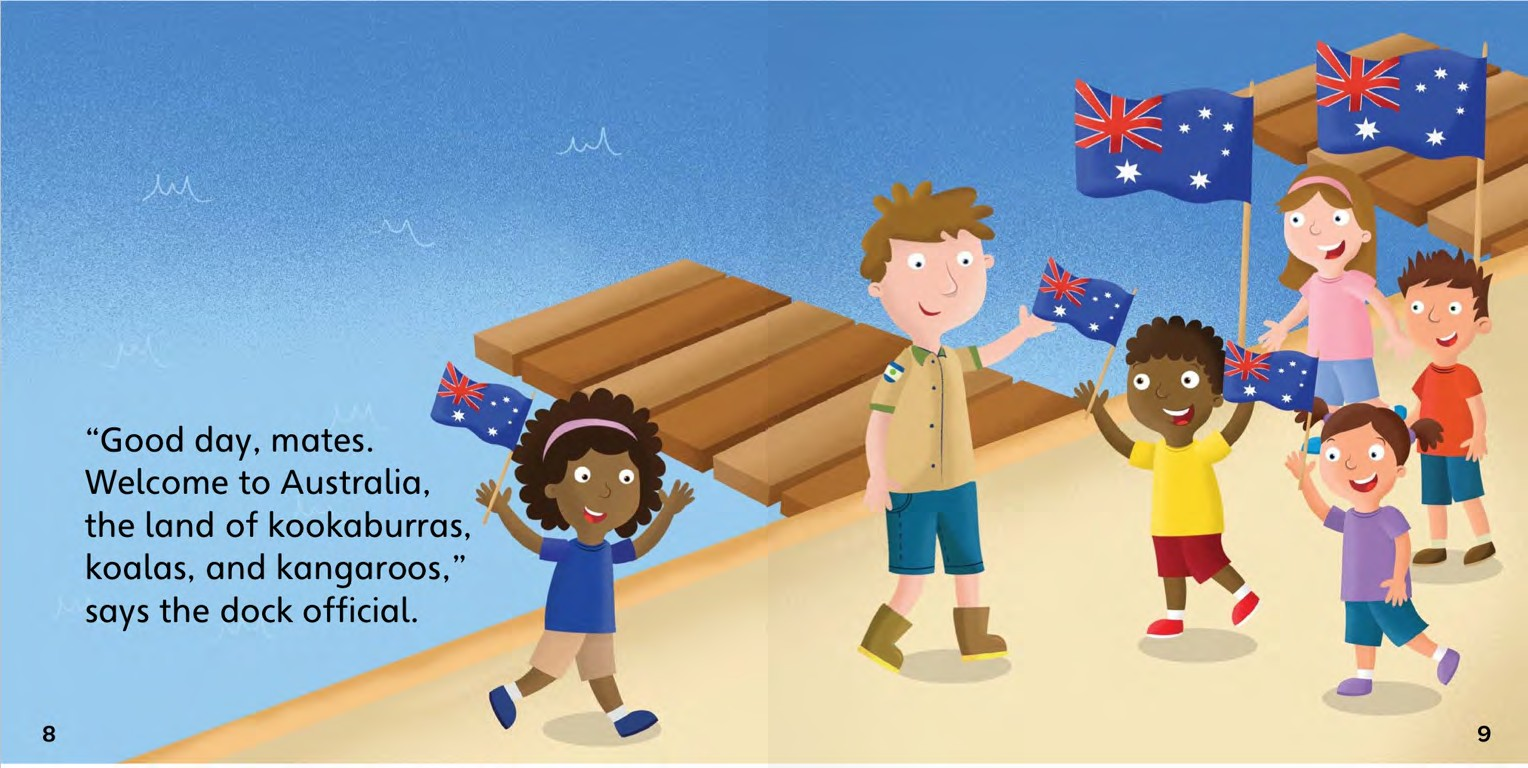 “Good day, mates.
Welcome to Australia,
the land of kookaburras,
koalas, and kangaroos,”
says the dock official.
8
9